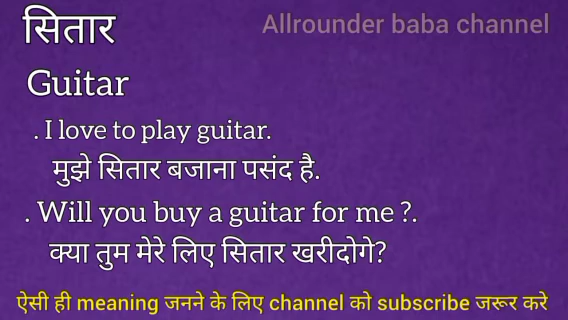 सितार
Allrounder baba channel
Guitar
. I love to play guitar.
मुझे सितार बजाना पसंद है.
. Will you buy a guitar for me ?.
क्या तुम मेरे लिए सितार खरीदोगे?
ऐसी ही meaning जनने के लिए channel को subscribe जरूर करे